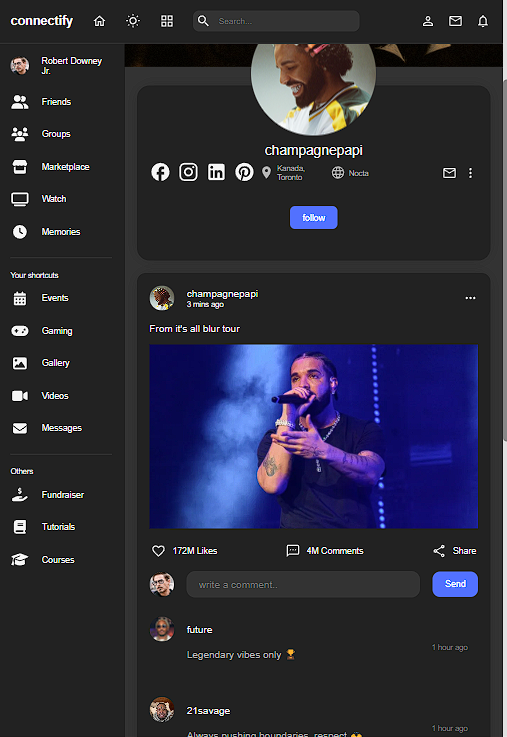 connectify
Search...
Robert Downey
Jr.
Friends
Groups
Marketplace
Watch
Memories
Your shortcuts
Events
Gaming
Gallery
Videos
Messages
Others
Fundraiser
Tutorials
Courses
champagnepapi
Kanada,
Toronto
Nocta
follow
champagnepapi
3 mins ago
From it's all blur tour
172M Likes
4M Comments
Share
write a comment..
Send
future
Legendary vibes only 🏆
1 hour ago
21savage
Always pushing boundaries, respect 🙌
1 hour ago